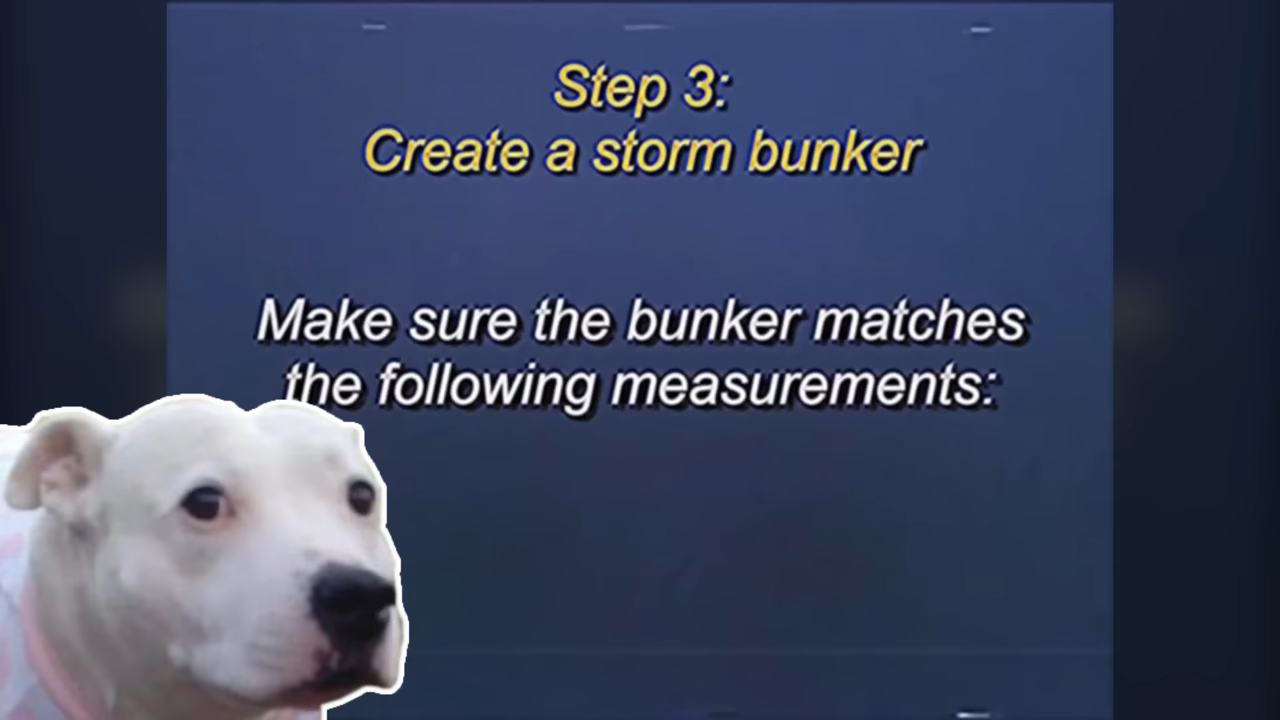 Step 3:
Create a storm bunker
Make sure the bunker matches
the following measurements: